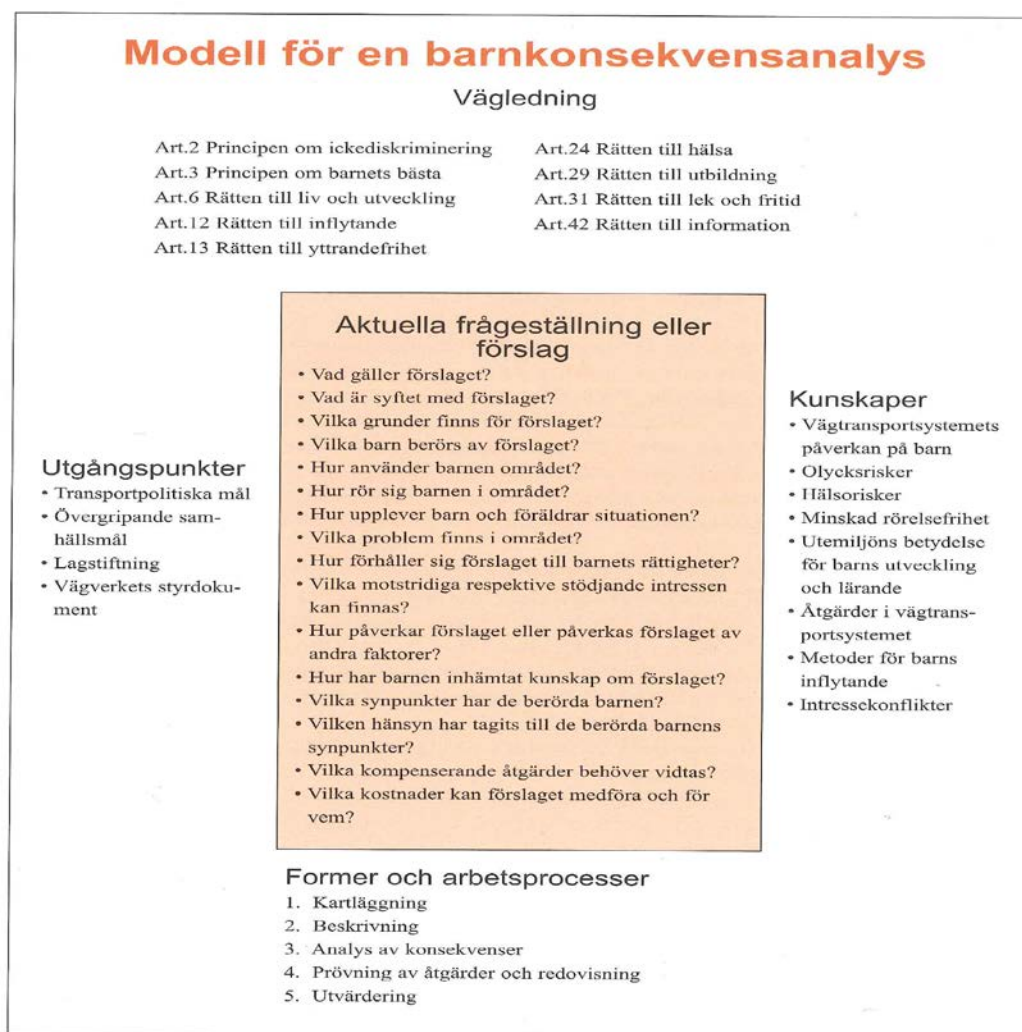 Modell för en barnkonsekvensanalys
Vägledning
Art.2 Principen om ickediskriminering
Art.3 Principen om barnets bästa
Art.6 Rätten till liv och utveckling
Art.12 Rätten till inflytande
Art.13 Rätten till yttrandefrihet
Art.24 Rätten till hälsa
Art.29 Rätten till utbildning
Art.31 Rätten till lek och fritid
Art.42 Rätten till information
Utgångspunkter
• Transportpolitiska mål
• Övergripande sam-
hällsmål
• Lagstiftning
• Vägverkets styrdoku-
ment
Aktuella frågeställning eller
förslag
• Vad gäller förslaget?
• Vad är syftet med förslaget?
• Vilka grunder finns för förslaget?
• Vilka barn berörs av förslaget?
• Hur använder barnen området?
• Hur rör sig barnen i området?
• Hur upplever barn och föräldrar situationen?
• Vilka problem finns i området?
• Hur förhåller sig förslaget till barnets rättigheter?
• Vilka motstridiga respektive stödjande intressen
kan finnas?
• Hur påverkar förslaget eller påverkas förslaget av
andra faktorer?
• Hur har barnen inhämtat kunskap om förslaget?
• Vilka synpunkter har de berörda barnen?
• Vilken hänsyn har tagits till de berörda barnens
synpunkter?
• Vilka kompenserande åtgärder behöver vidtas?
• Vilka kostnader kan förslaget medföra och för
vem?
Kunskaper
• Vägtransportsystemets
påverkan på barn
• Olycksrisker
• Hälsorisker
• Minskad rörelsefrihet
• Utemiljöns betydelse
för barns utveckling
och lärande
• Åtgärder i vägtrans-
portsystemet
• Metoder för barns
inflytande
• Intressekonflikter
Former och arbetsprocesser
1. Kartläggning
2. Beskrivning
3. Analys av konsekvenser
4. Prövning av åtgärder och redovisning
5. Utvärdering